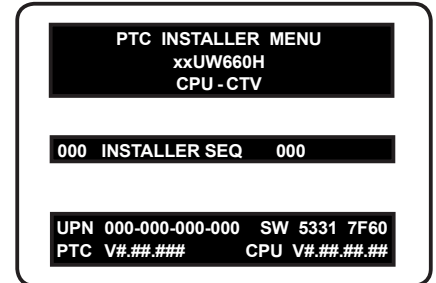 PTC INSTALLER MENU
xxUW660H
CPU - CTV
000 INSTALLER SEQ 000
UPN 000-000-000-000 SW 5331 7F60
PTC V#.##.### CPU V#.##.##.##